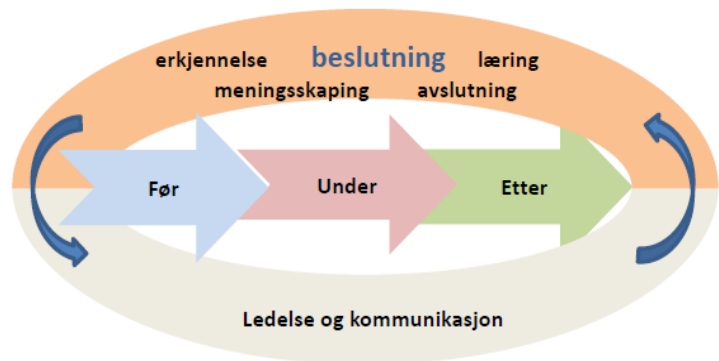 erkjennelse beslutning læring
meningsskaping avslutning
Før Under Etter
Ledelse og kommunikasjon